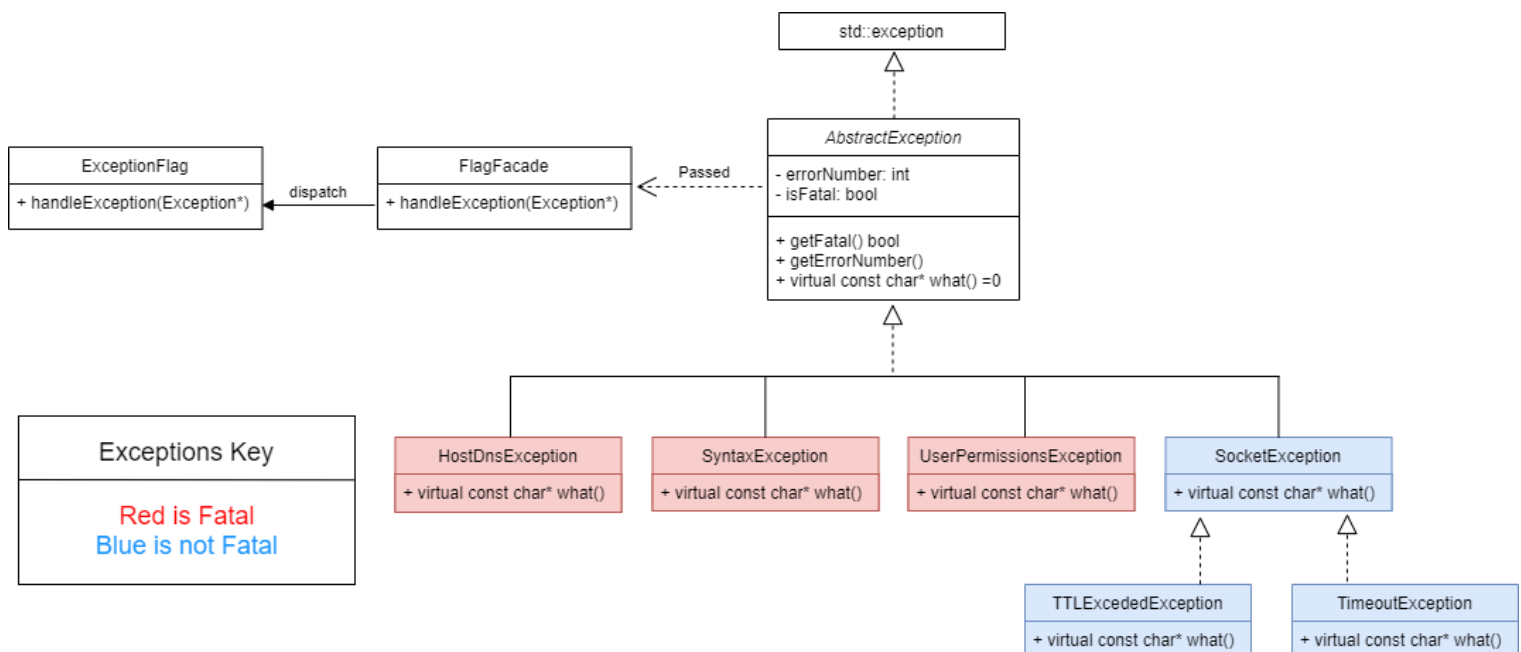 std::exception
AbstractException
- errorNumber: int
- isFatal: bool
+ getFatal() bool
+ getErrorNumber()
+ virtual const char* what() =0
Passed
FlagFacade
+ handleException(Exception*)
dispatch
ExceptionFlag
+ handleException(Exception*)
Exceptions Key
Red is Fatal
Blue is not Fatal
HostDnsException
+ virtual const char* what()
SyntaxException
+ virtual const char* what()
UserPermissionsException
+ virtual const char* what()
SocketException
+ virtual const char* what()
TTLExcededException
+ virtual const char* what()
TimeoutException
+ virtual const char* what()